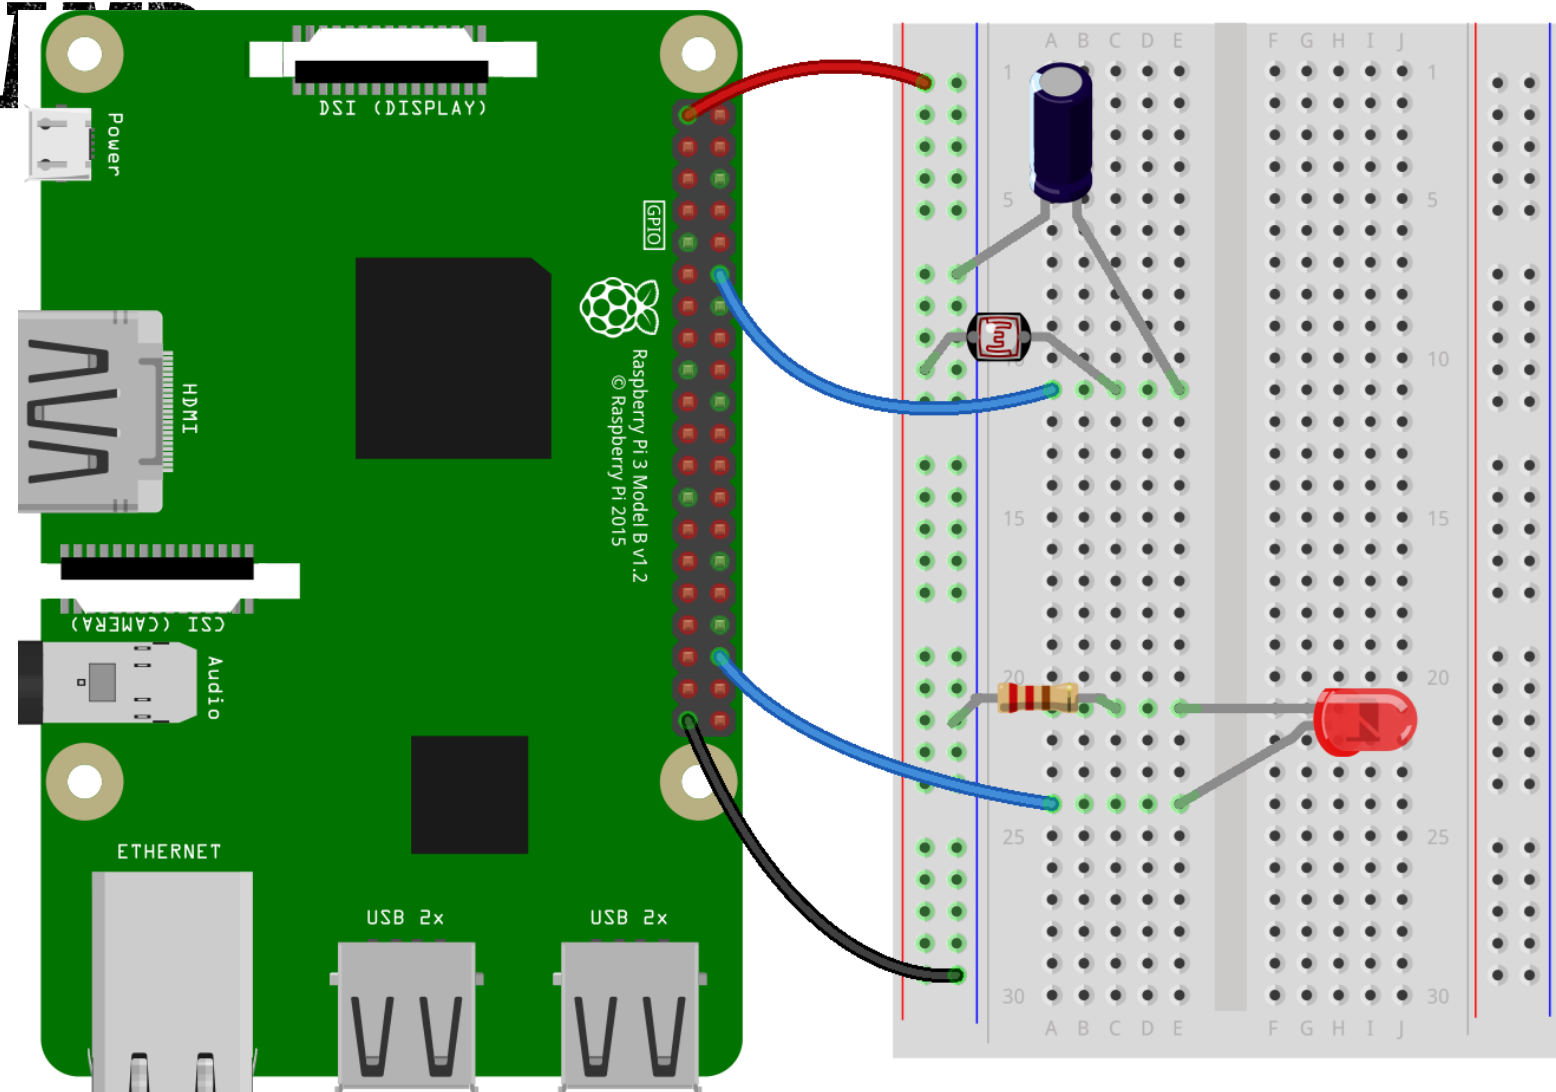 DSI (DISPLAY)
Power
GPIO
HDMI
Raspberry Pi 3 Model B v1.2
© Raspberry Pi 2015
CSI (CAMERA)
Audio
ETHERNET
USB 2x
USB 2x
A B C D E F G H I J
1 1
5 5
10 10
15 15
20 20
25 25
30 30
A B C D E F G H I J